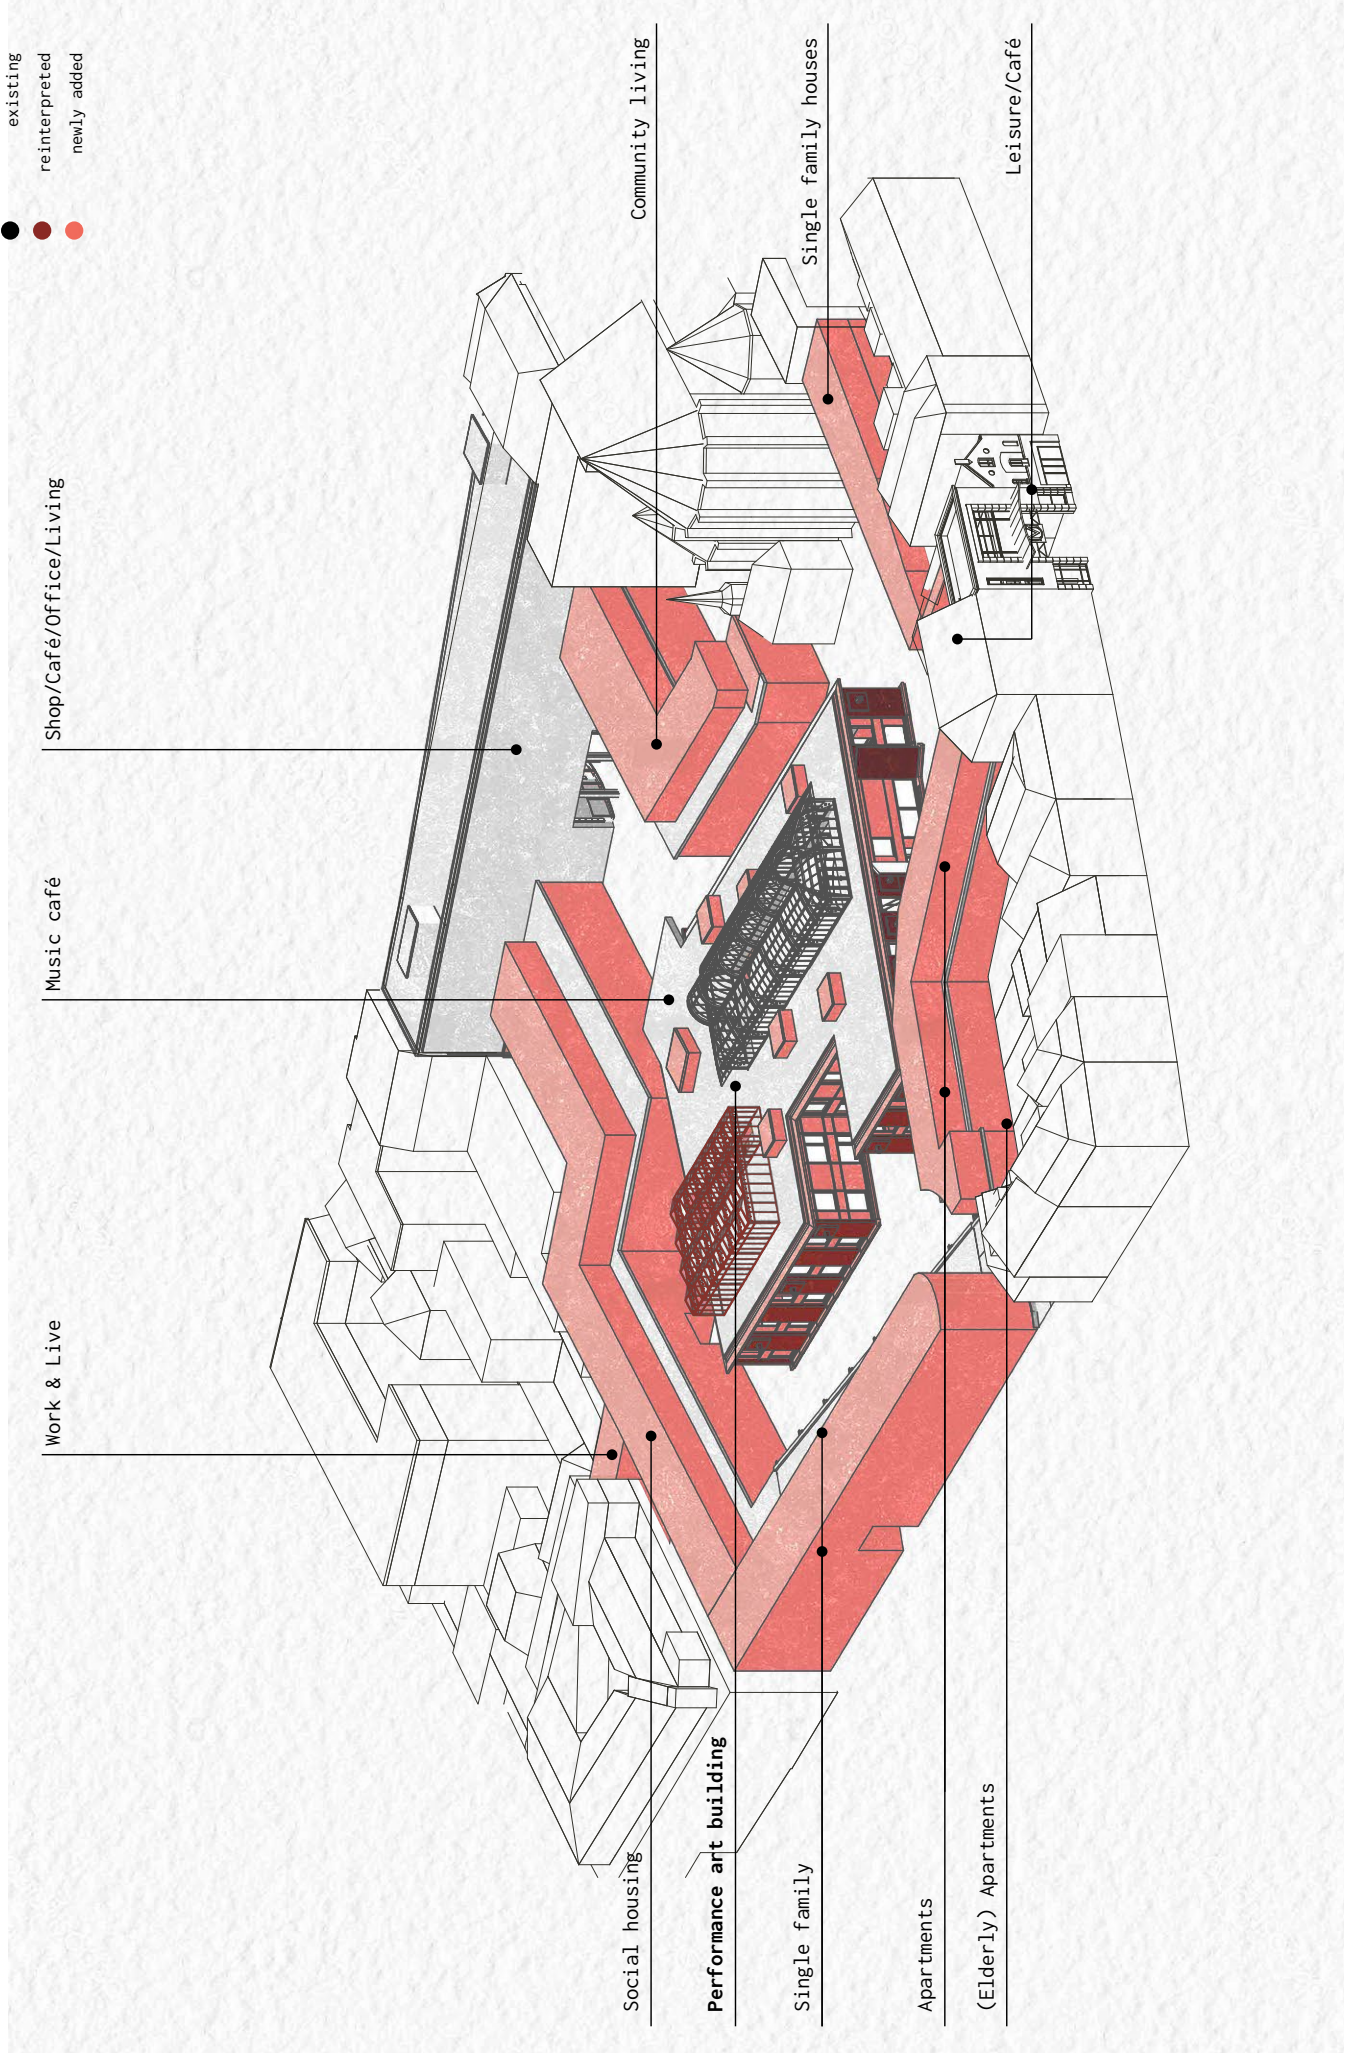 existing
reinterpreted
newly added
Work & Live
Music café
Shop/Café/Office/Living
Community living
Single family houses
Leisure/Café
Social housing
Performance art building
Single family
Apartments
(Elderly) Apartments